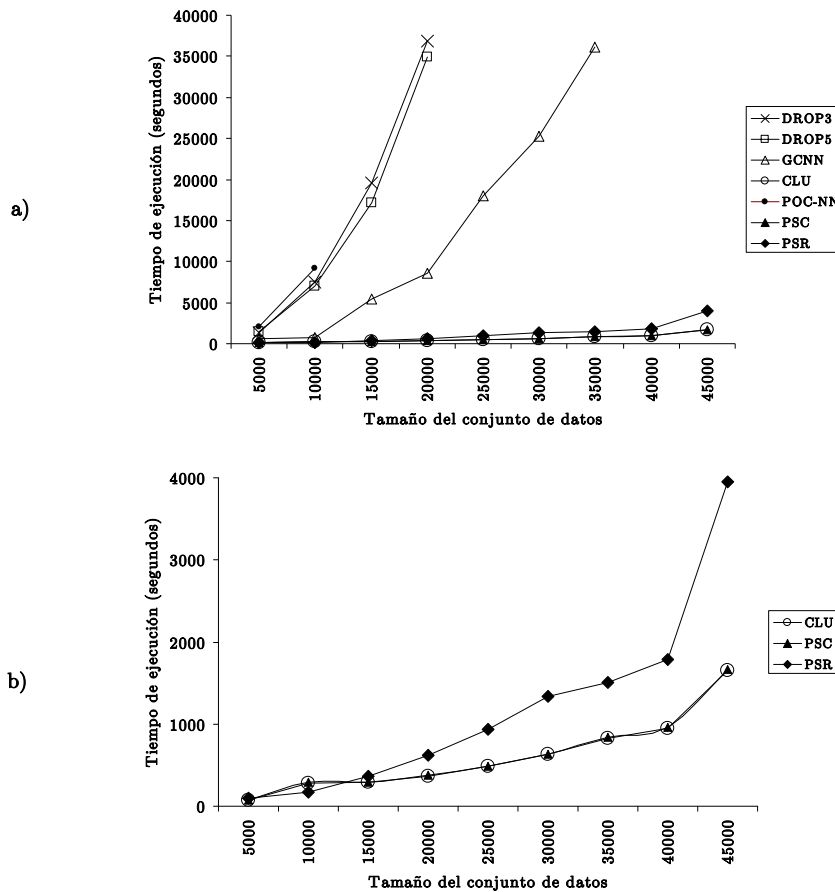 a)
Tiempo de ejecución (segundos)
40000
35000
30000
25000
20000
15000
10000
5000
0
5000
10000
15000
20000
25000
30000
35000
40000
45000
Tamaño del conjunto de datos
DROP3
DROP5
GCNN
CLU
POC-NN
PSC
PSR
b)
Tiempo de ejecución (segundos)
4000
3000
2000
1000
0
5000
10000
15000
20000
25000
30000
35000
40000
45000
Tamaño del conjunto de datos
CLU
PSC
PSR